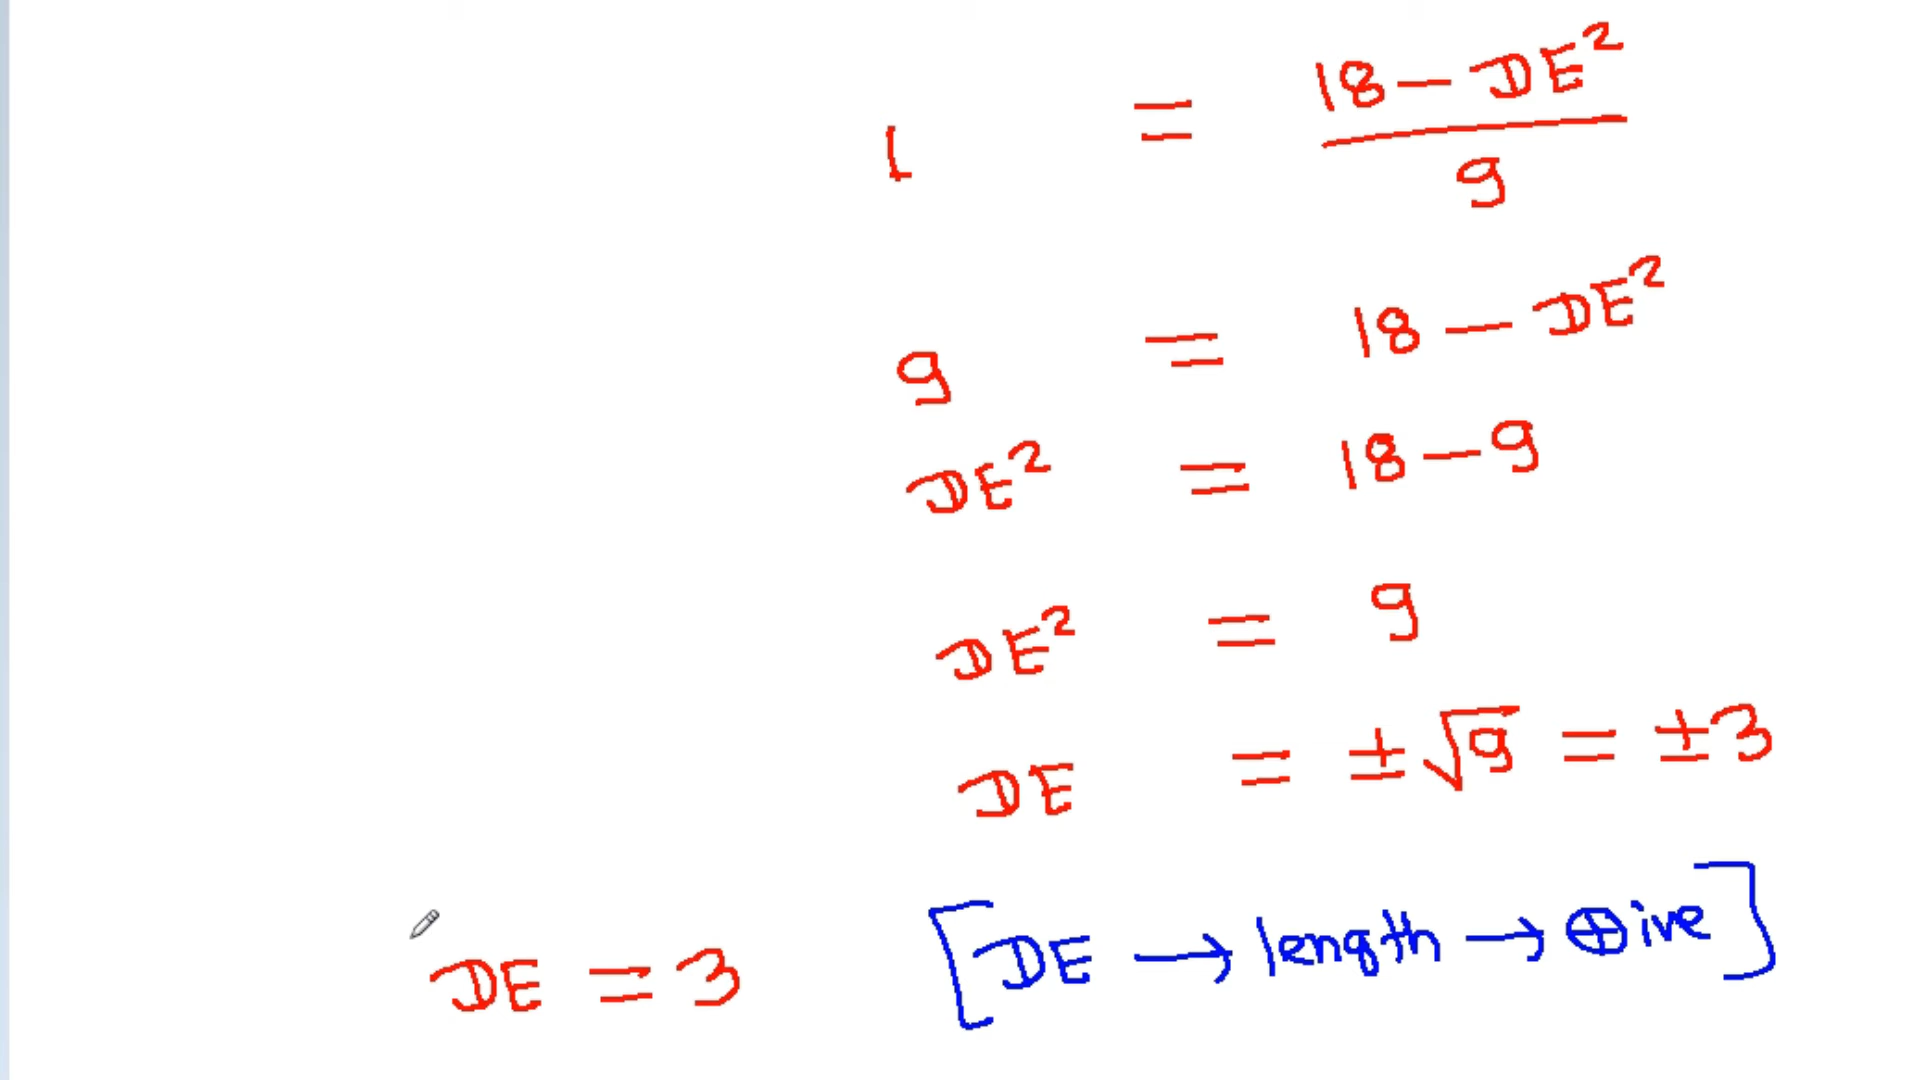 1 = (18 - DE²) / 9
9 = 18 - DE²
DE² = 18 - 9
DE² = 9
DE = ±√9 = ±3
DE = 3 [DE → length → ⊕ive]